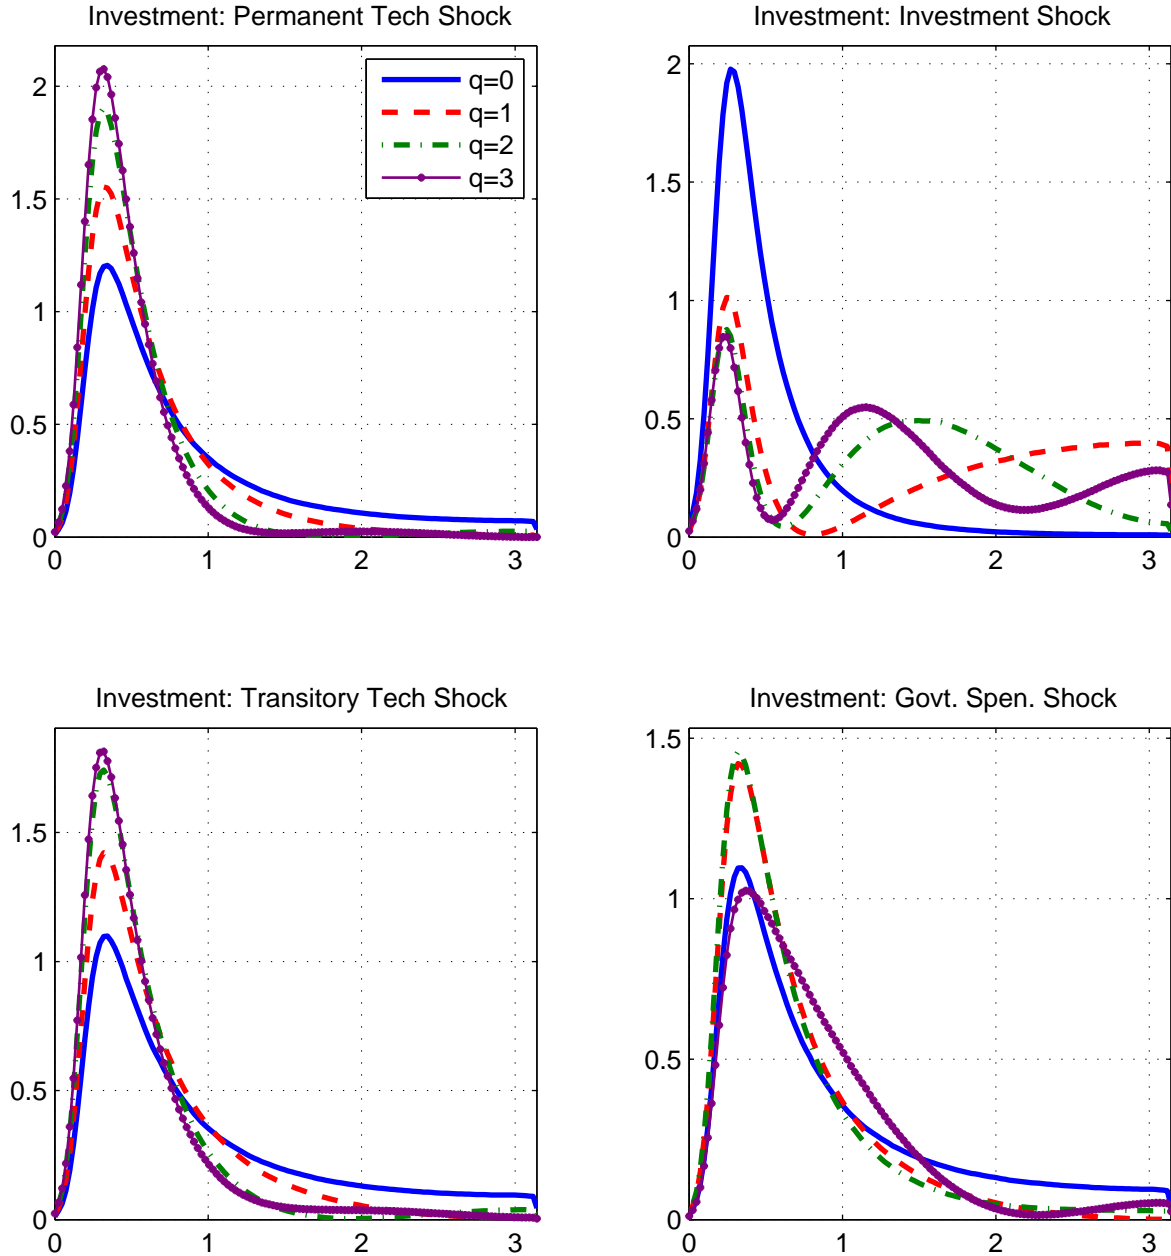 Investment: Permanent Tech Shock
2
1.5
1
0.5
0
0 1 2 3
q=0
q=1
q=2
q=3
Investment: Investment Shock
2
1.5
1
0.5
0
0 1 2 3
Investment: Transitory Tech Shock
1.5
1
0.5
0
0 1 2 3
Investment: Govt. Spen. Shock
1.5
1
0.5
0
0 1 2 3